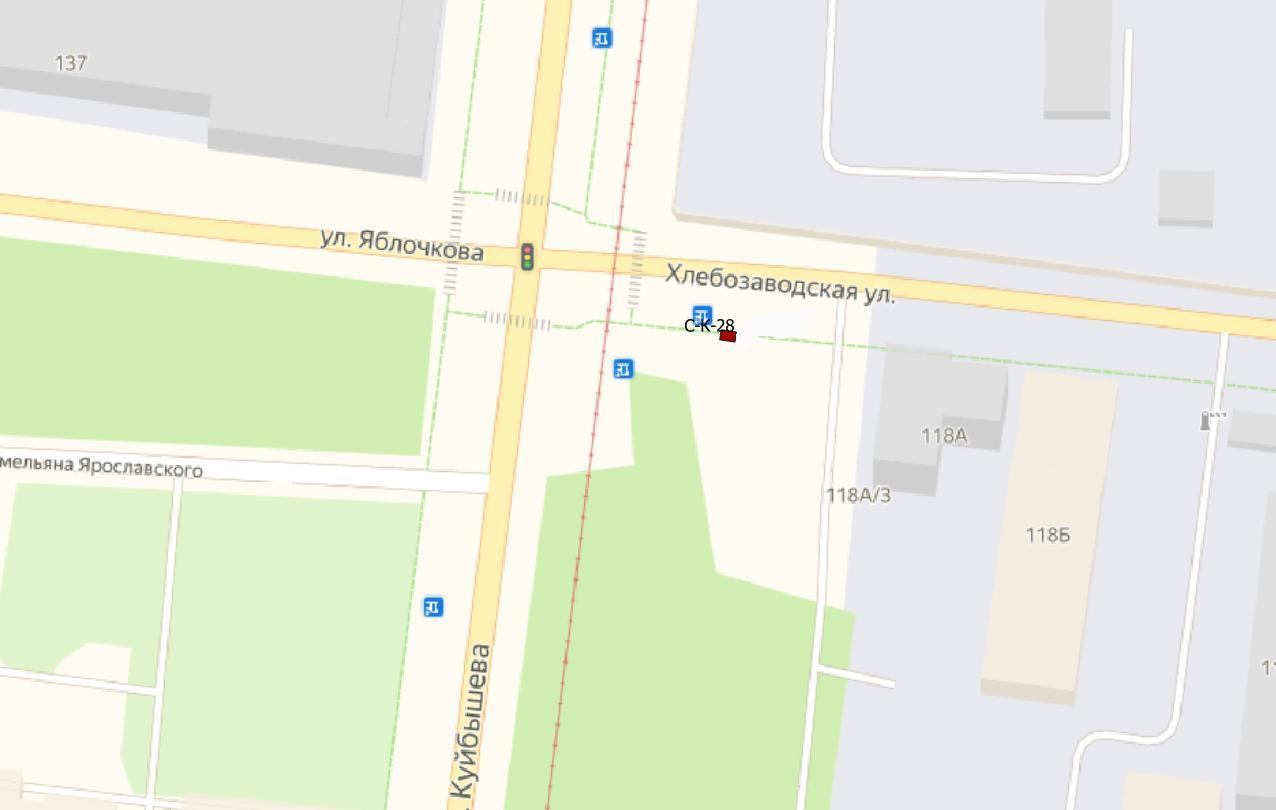 137
ул. Яблочкова
Хлебозаводская ул.
С-К-28
118А
118А/3
118Б
мельяна Ярославского
Куйбышева